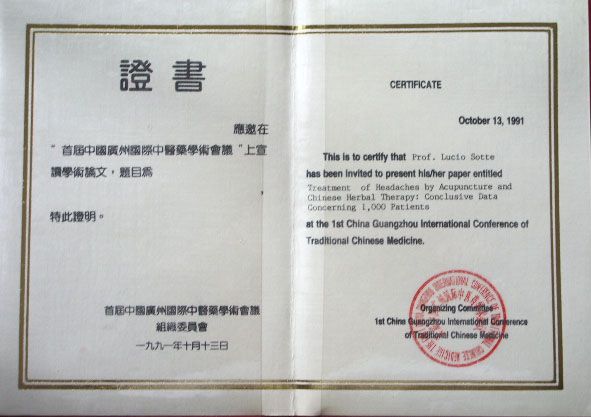 證書
應邀在
“首屆中國廣州國際中醫藥學術會議”上宣
讀學術論文，題目為
，
特此證明。
首屆中國廣州國際中醫藥學術會議
組織委員會
一九九一年十月十三日
CERTIFICATE
October 13, 1991
This is to certify that Prof. Lucio Sotte
has been invited to present his/her paper entitled
Treatment of Headaches by Acupuncture and
Chinese Herbal Therapy: Conclusive Data
Concerning 1,000 Patients
at the 1st China Guangzhou International Conference of
Traditional Chinese Medicine.
Organizing Committee
1st China Guangzhou International Conference
of Traditional Chinese Medicine